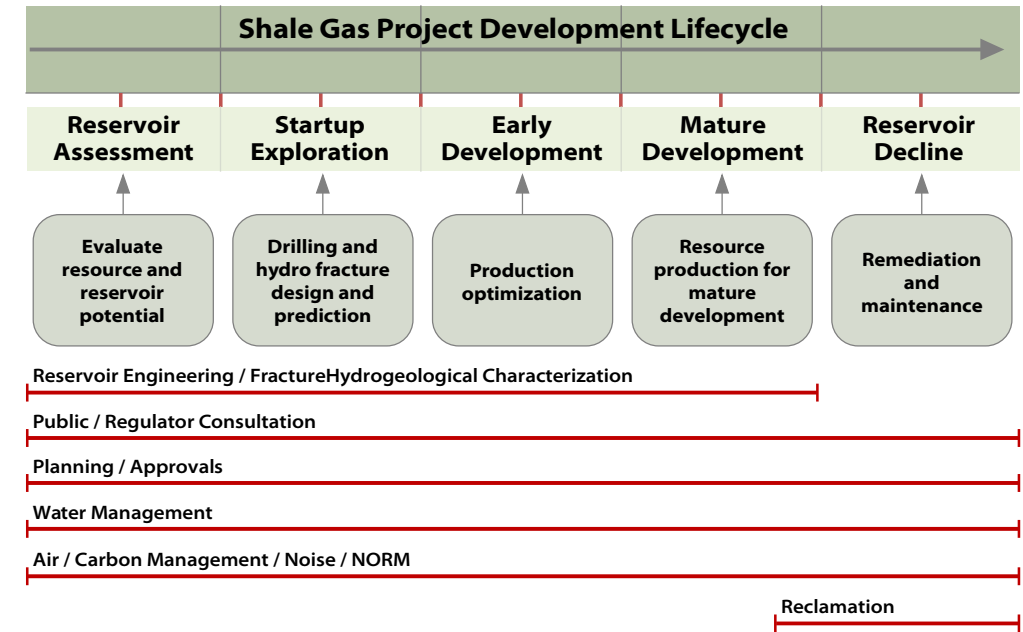 Shale Gas Project Development Lifecycle
Reservoir
Assessment
Startup
Exploration
Early
Development
Mature
Development
Reservoir
Decline
Evaluate
resource and
reservoir
potential
Drilling and
hydro fracture
design and
prediction
Production
optimization
Resource
production for
mature
development
Remediation
and
maintenance
Reservoir Engineering / FractureHydrogeological Characterization
Public / Regulator Consultation
Planning / Approvals
Water Management
Air / Carbon Management / Noise / NORM
Reclamation